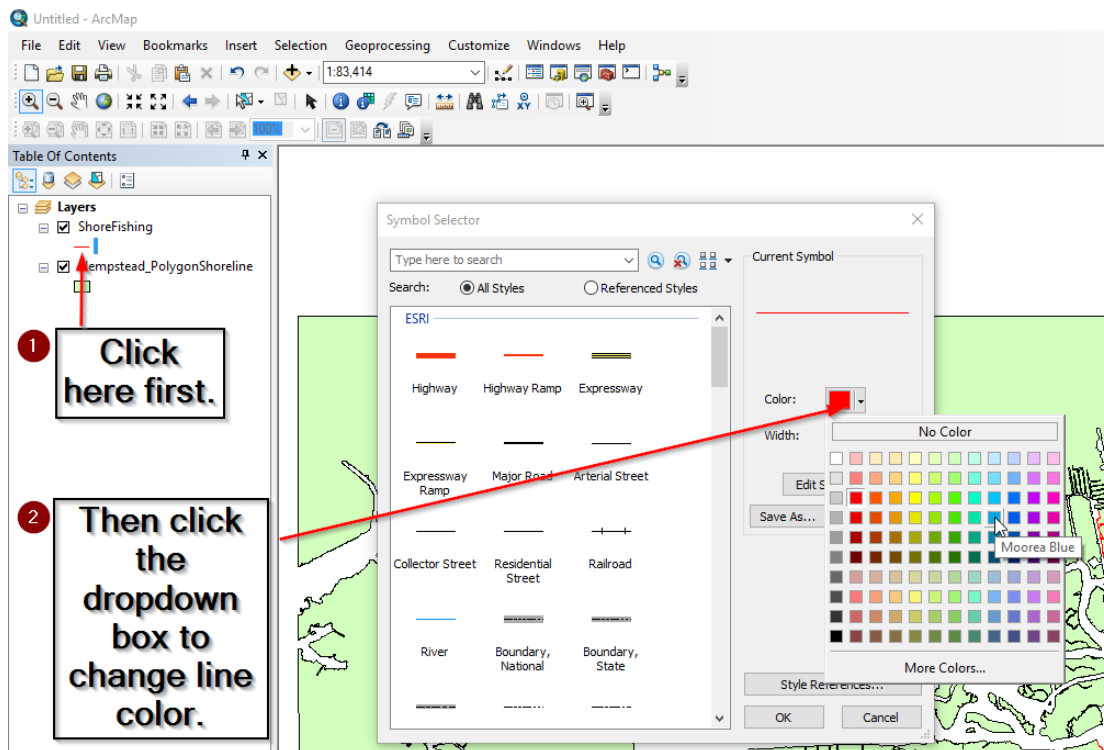 Untitled - ArcMap
File Edit View Bookmarks Insert Selection Geoprocessing Customize Windows Help
1:83,414
100%
Table Of Contents
Layers
ShoreFishing
empstead_PolygonShoreline
1
Click
here first.
2
Then click
the
dropdown
box to
change line
color.
Symbol Selector
Type here to search
Search: All Styles Referenced Styles
ESRI
Highway Highway Ramp Expressway
Expressway
Ramp
Major Road Arterial Street
Collector Street Residential
Street
Railroad
River Boundary,
National
Boundary,
State
Current Symbol
Color:
Width:
No Color
Edit S
Save As...
Moorea Blue
More Colors...
Style References...
OK Cancel